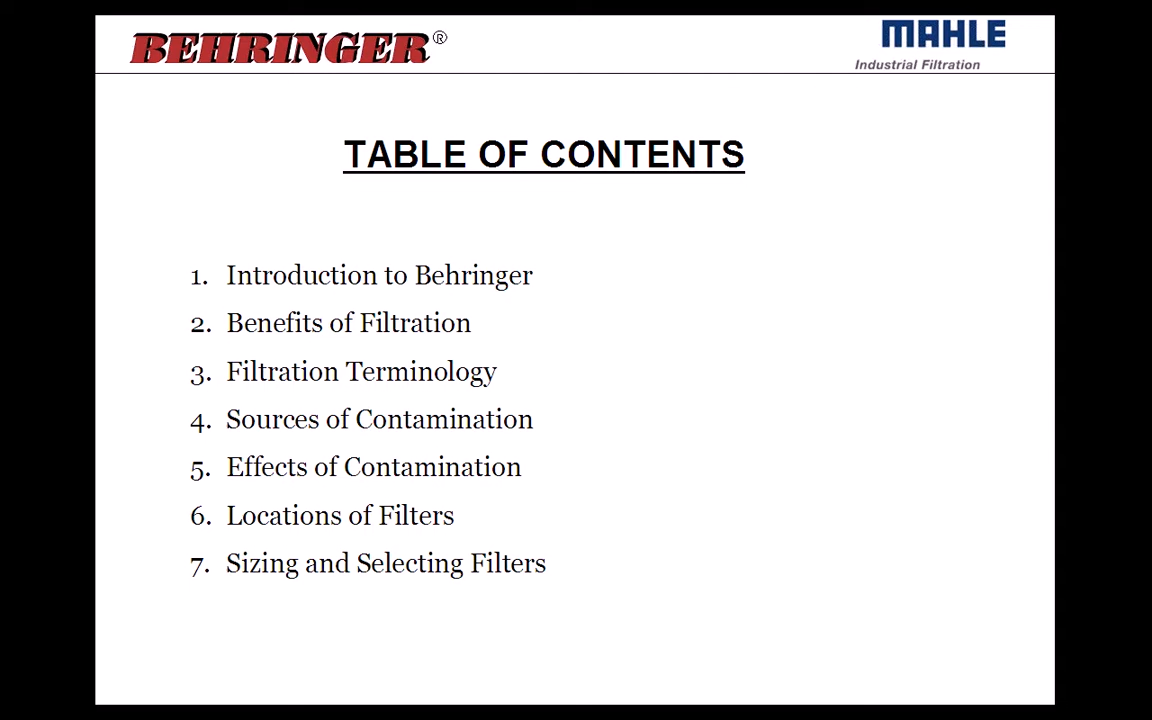 BEHRINGER®
MAHLE
Industrial Filtration
TABLE OF CONTENTS
1. Introduction to Behringer
2. Benefits of Filtration
3. Filtration Terminology
4. Sources of Contamination
5. Effects of Contamination
6. Locations of Filters
7. Sizing and Selecting Filters